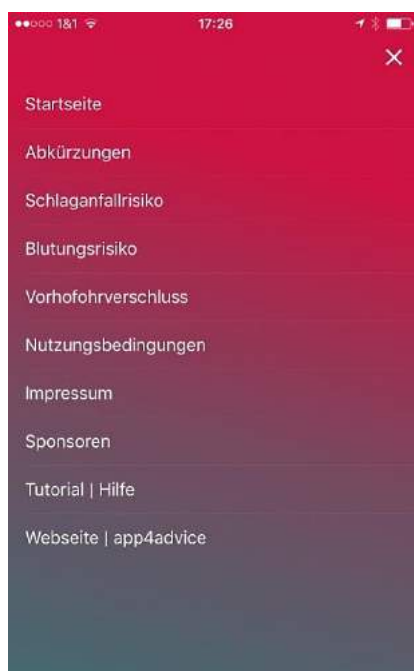 1&1 17:26
Startseite
Abkürzungen
Schlaganfallrisiko
Blutungsrisiko
Vorhofohrverschluss
Nutzungsbedingungen
Impressum
Sponsoren
Tutorial | Hilfe
Webseite | app4advice